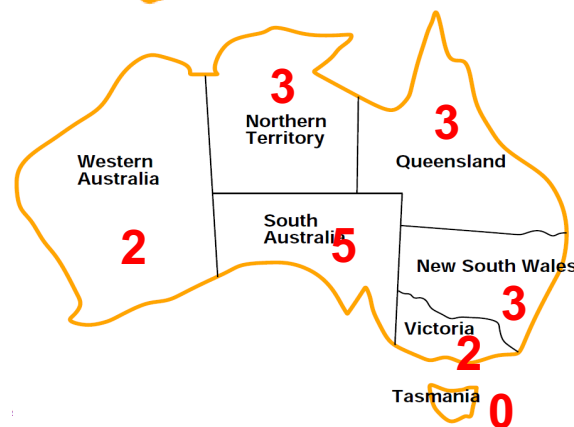 3
Northern
Territory
3
Queensland
Western
Australia
2
South
Australia
5
New South Wales
3
Victoria
2
Tasmania
0